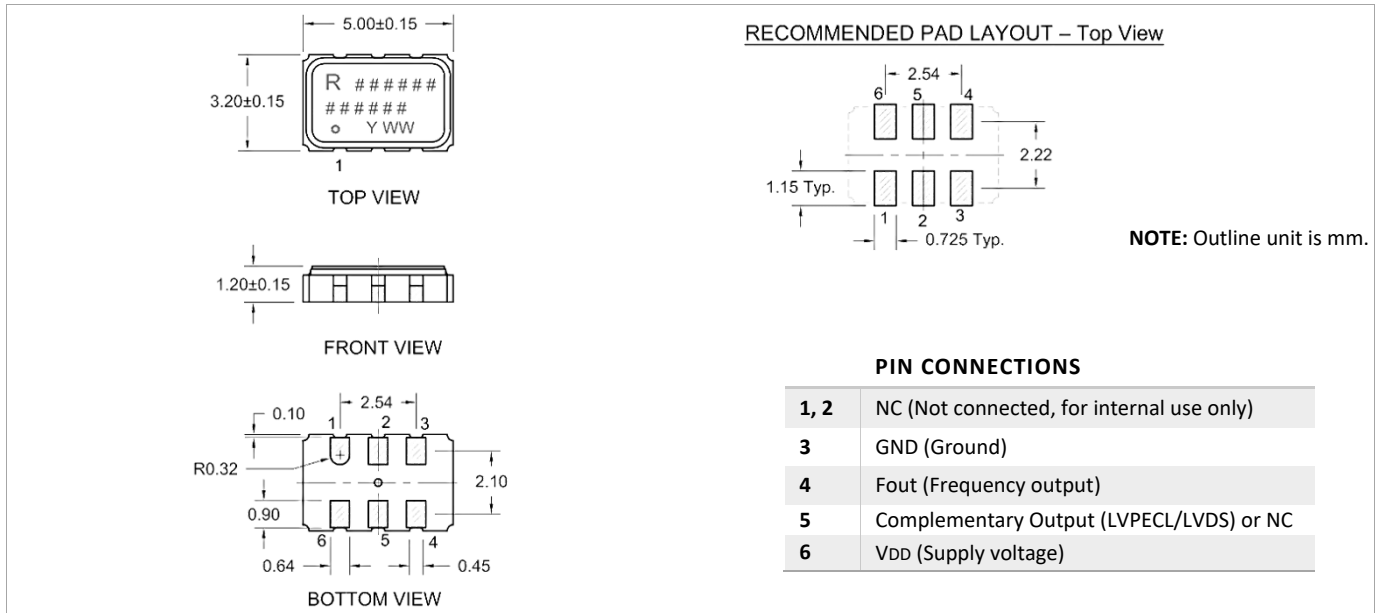 5.00±0.15
3.20±0.15
R ######
######
Y WW
1
TOP VIEW
1.20±0.15
FRONT VIEW
2.54
0.10
1 2 3
R0.32
2.10
0.90
6 5 4
0.64
0.45
BOTTOM VIEW
RECOMMENDED PAD LAYOUT – Top View
2.54
6 5 4
2.22
1.15 Typ.
1 2 3
0.725 Typ.
NOTE: Outline unit is mm.
PIN CONNECTIONS
1, 2 NC (Not connected, for internal use only)
3 GND (Ground)
4 Fout (Frequency output)
5 Complementary Output (LVPECL/LVDS) or NC
6 VDD (Supply voltage)